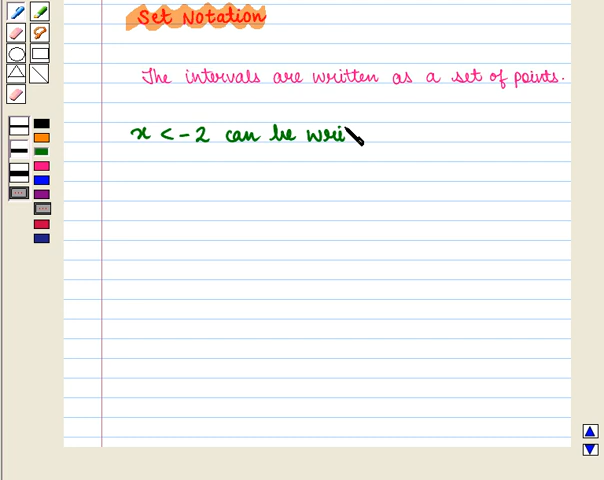 Set Notation
The intervals are written as a set of points.
x < -2 can be wri